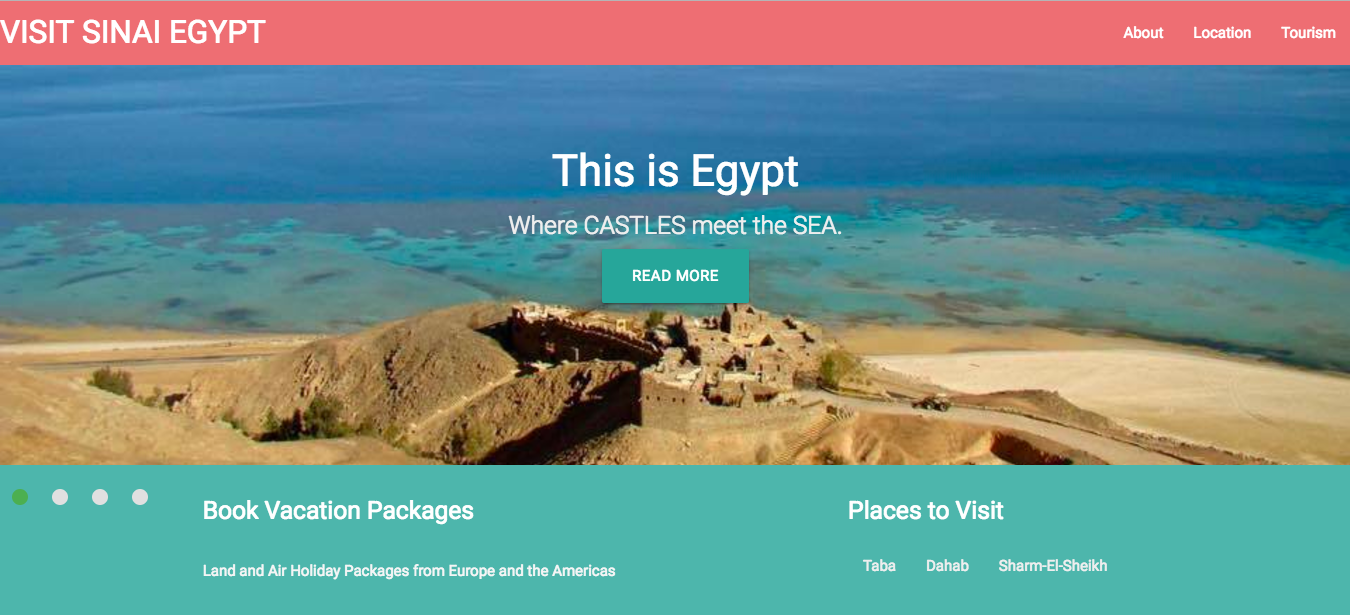 VISIT SINAI EGYPT
About Location Tourism
This is Egypt
Where CASTLES meet the SEA.
READ MORE
Book Vacation Packages
Land and Air Holiday Packages from Europe and the Americas
Places to Visit
Taba Dahab Sharm-El-Sheikh